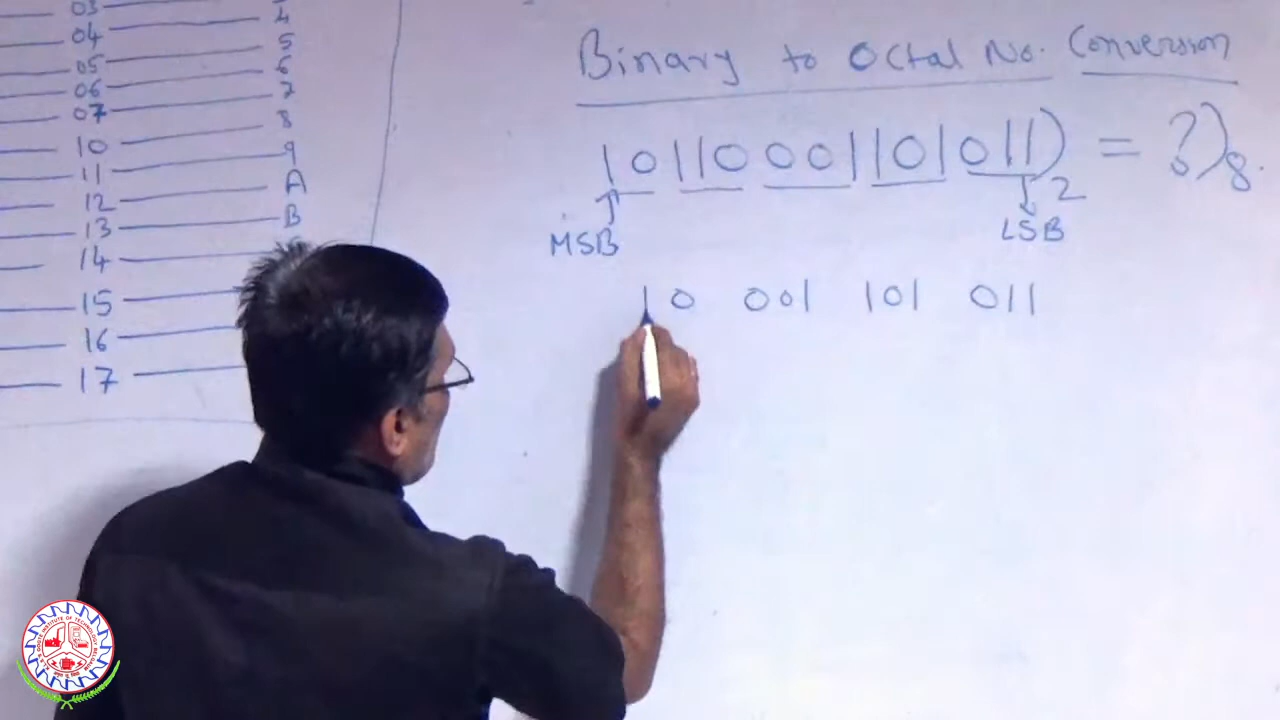 03 4
04 5
05 6
06 7
07 8
10 9
11 A
12 B
13
14
15
16
17
Binary to Octal No. Conversion
10110001101011)2 = ?)8.
MSB LSB
10 001 101 011